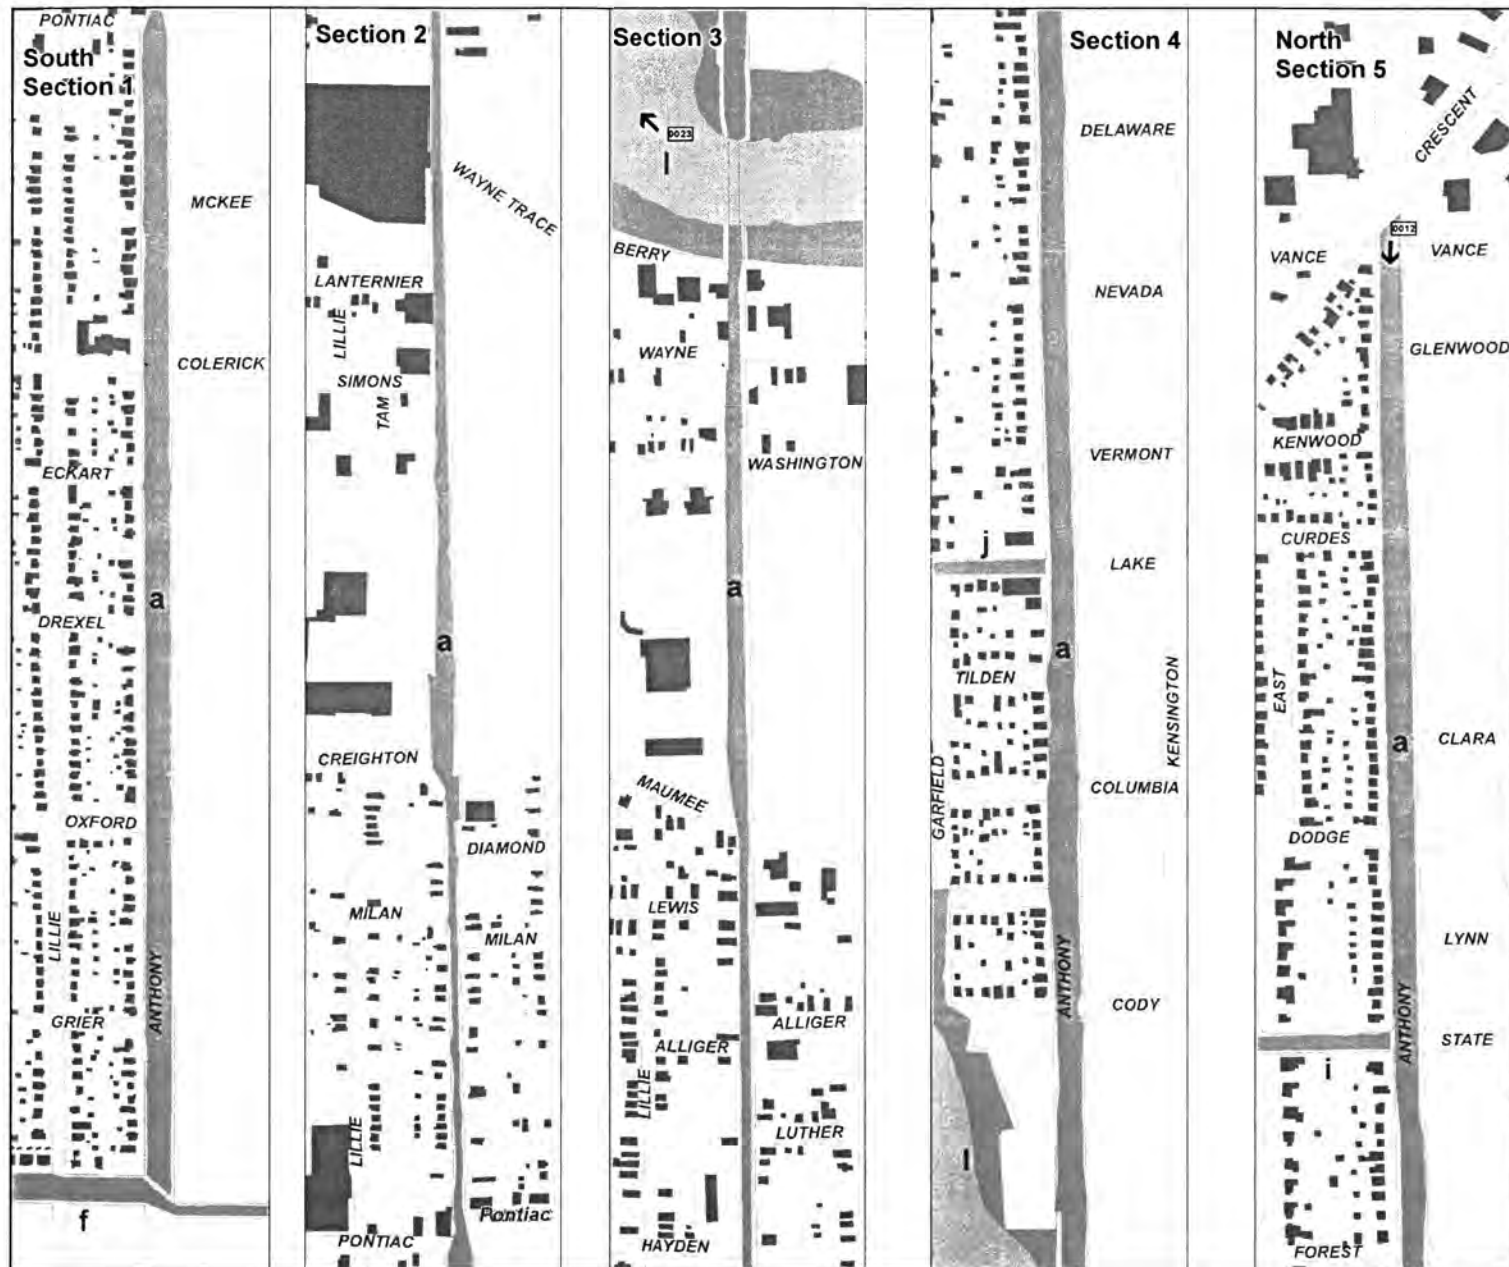 PONTIAC
South
Section 1
MCKEE
COLERICK
ECKART
a
DREXEL
OXFORD
LILLIE
ANTHONY
GRIER
f
Section 2
WAYNE TRACE
LANTERNIER
LILLIE
SIMONS
TAM
a
CREIGHTON
DIAMOND
MILAN
MILAN
LILLIE
Pontiac
PONTIAC
Section 3
0023
l
BERRY
WAYNE
WASHINGTON
a
MAUMEE
LEWIS
ALLIGER
ALLIGER
LILLIE
LUTHER
HAYDEN
Section 4
DELAWARE
NEVADA
VERMONT
j
LAKE
a
TILDEN
KENSINGTON
GARFIELD
COLUMBIA
ANTHONY
CODY
l
North
Section 5
CRESCENT
0012
VANCE
VANCE
GLENWOOD
KENWOOD
CURDES
EAST
a
CLARA
DODGE
LYNN
ANTHONY
STATE
i
FOREST